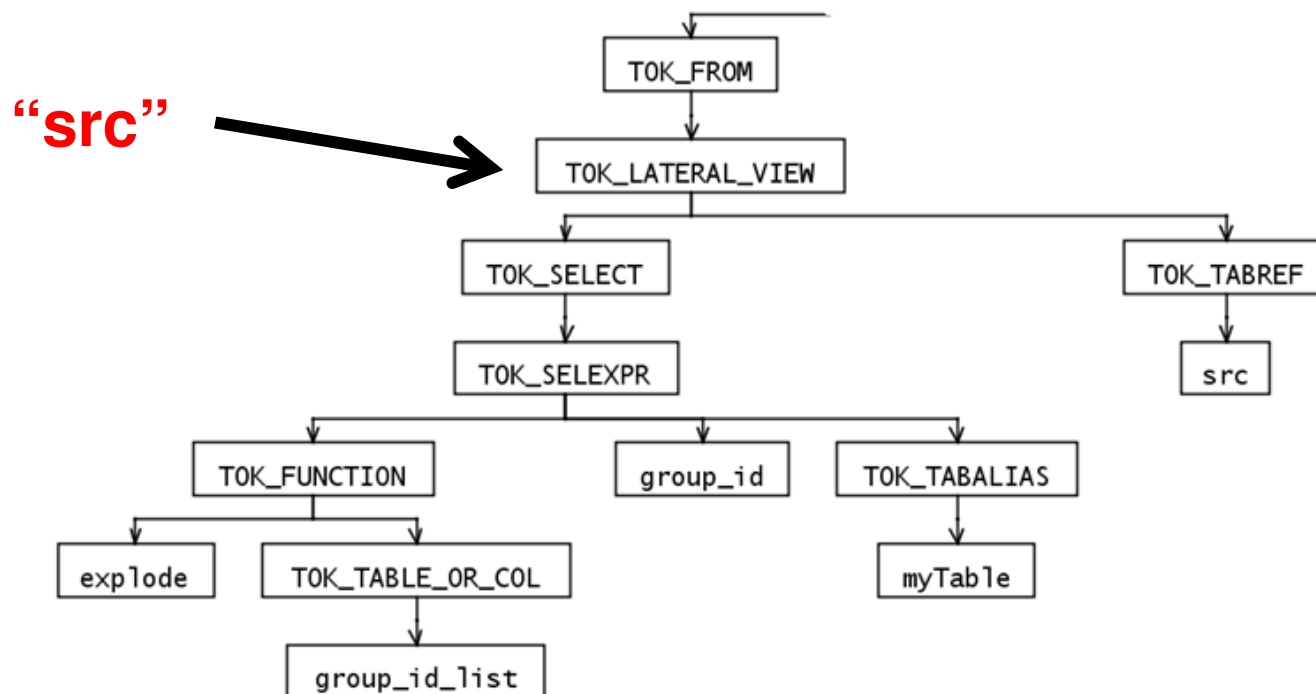 TOK_FROM
“src”
TOK_LATERAL_VIEW
TOK_SELECT
TOK_TABREF
TOK_SELEXPR
src
TOK_FUNCTION
group_id
TOK_TABALIAS
explode
TOK_TABLE_OR_COL
myTable
group_id_list